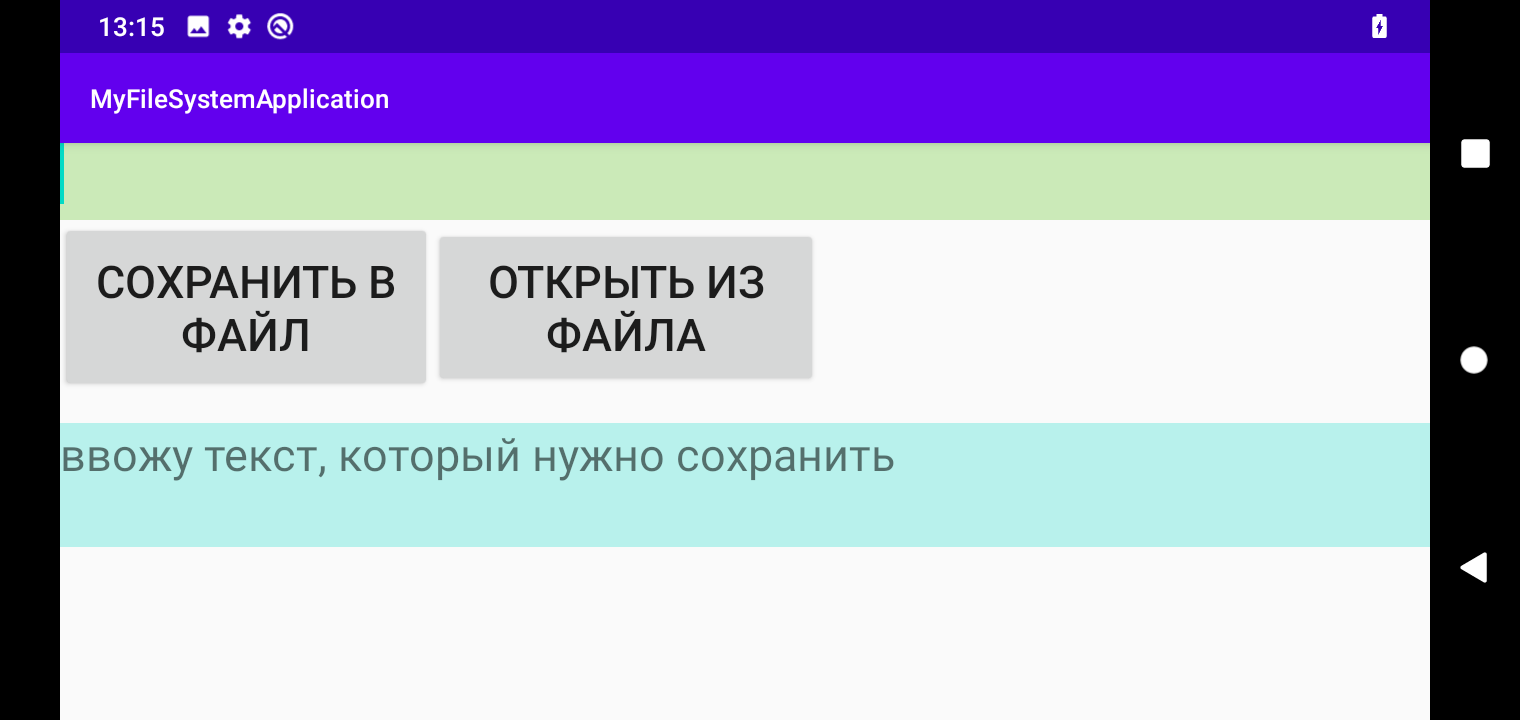 13:15
MyFileSystemApplication
СОХРАНИТЬ В
ФАЙЛ
ОТКРЫТЬ ИЗ
ФАЙЛА
ввожу текст, который нужно сохранить